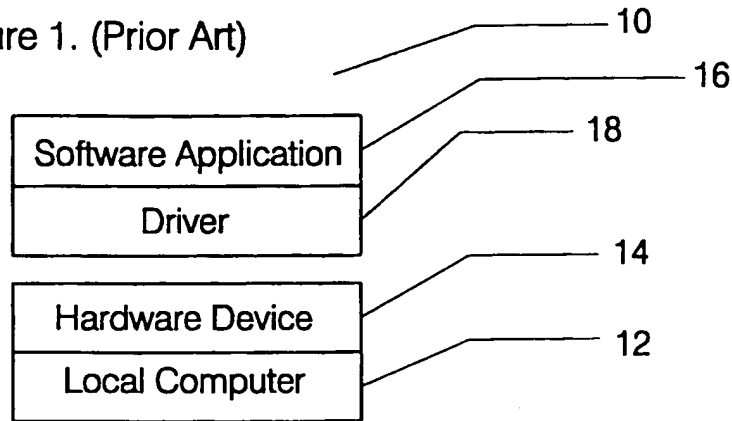 ure 1. (Prior Art)
10
16
Software Application
18
Driver
14
Hardware Device
12
Local Computer